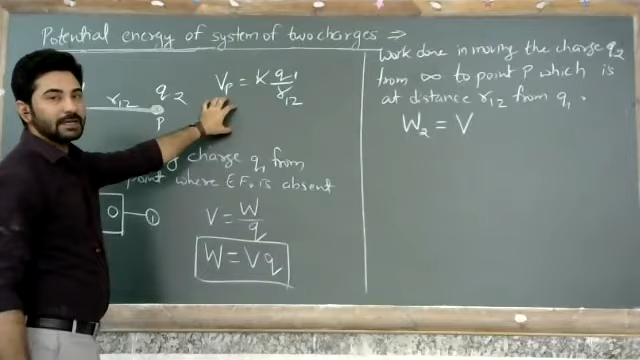 Potential energy of system of two charges ⇒
r₁₂ q₂
P
V_P = K q₁/r₁₂
charge q₁ from
point where E.F. is absent
0 ①
V = W/q
W = Vq
work done in moving the charge q₂
from ∞ to point P which is
at distance r₁₂ from q₁.
W₂ = V